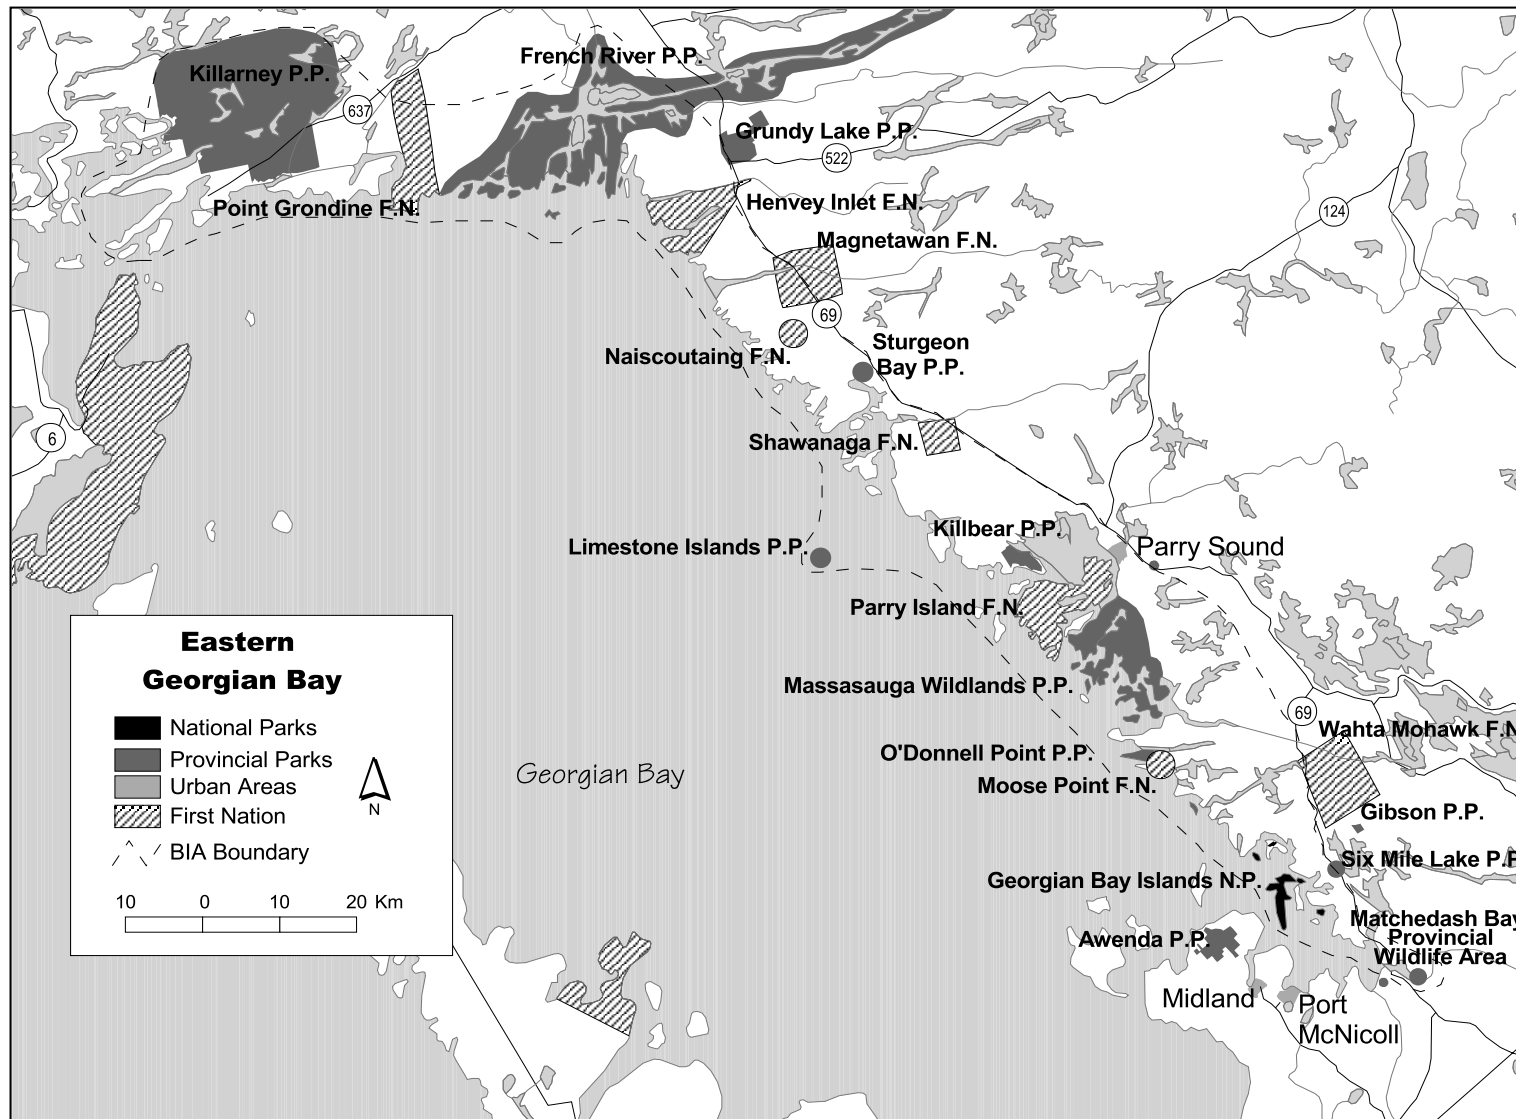 French River P.P.
Killarney P.P.
637
Grundy Lake P.P.
522
Point Grondine F.N.
Henvey Inlet F.N.
124
Magnetawan F.N.
69
Sturgeon
Bay P.P.
Naiscoutaing F.N.
6
Shawanaga F.N.
Killbear P.P.
Limestone Islands P.P.
Parry Sound
Parry Island F.N.
Eastern
Georgian Bay
National Parks
Provincial Parks
Urban Areas
First Nation
BIA Boundary
N
10 0 10 20 Km
Massasauga Wildlands P.P.
69
Wahta Mohawk F.N
O'Donnell Point P.P.
Georgian Bay
Moose Point F.N.
Gibson P.P.
Six Mile Lake P.P
Georgian Bay Islands N.P.
Matchedash Bay
Provincial
Wildlife Area
Awenda P.P.
Midland
Port
McNicoll